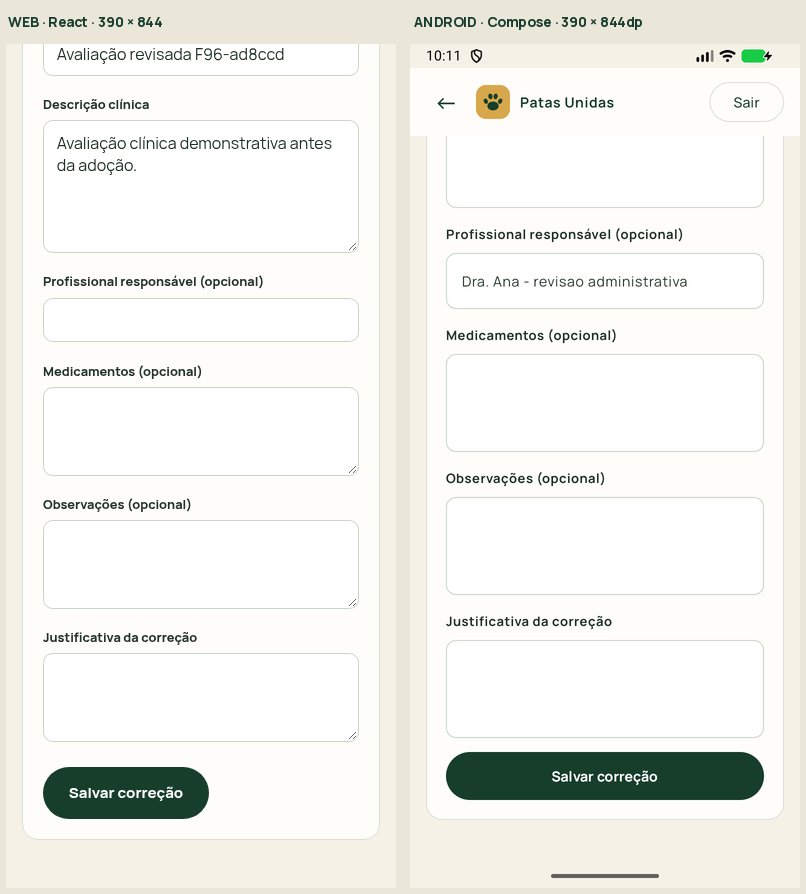 WEB · React · 390 × 844
Avaliação revisada F96-ad8ccd
Descrição clínica
Avaliação clínica demonstrativa antes
da adoção.
Profissional responsável (opcional)
Medicamentos (opcional)
Observações (opcional)
Justificativa da correção
Salvar correção
ANDROID · Compose · 390 × 844dp
10:11
Patas Unidas
Sair
Profissional responsável (opcional)
Dra. Ana - revisao administrativa
Medicamentos (opcional)
Observações (opcional)
Justificativa da correção
Salvar correção